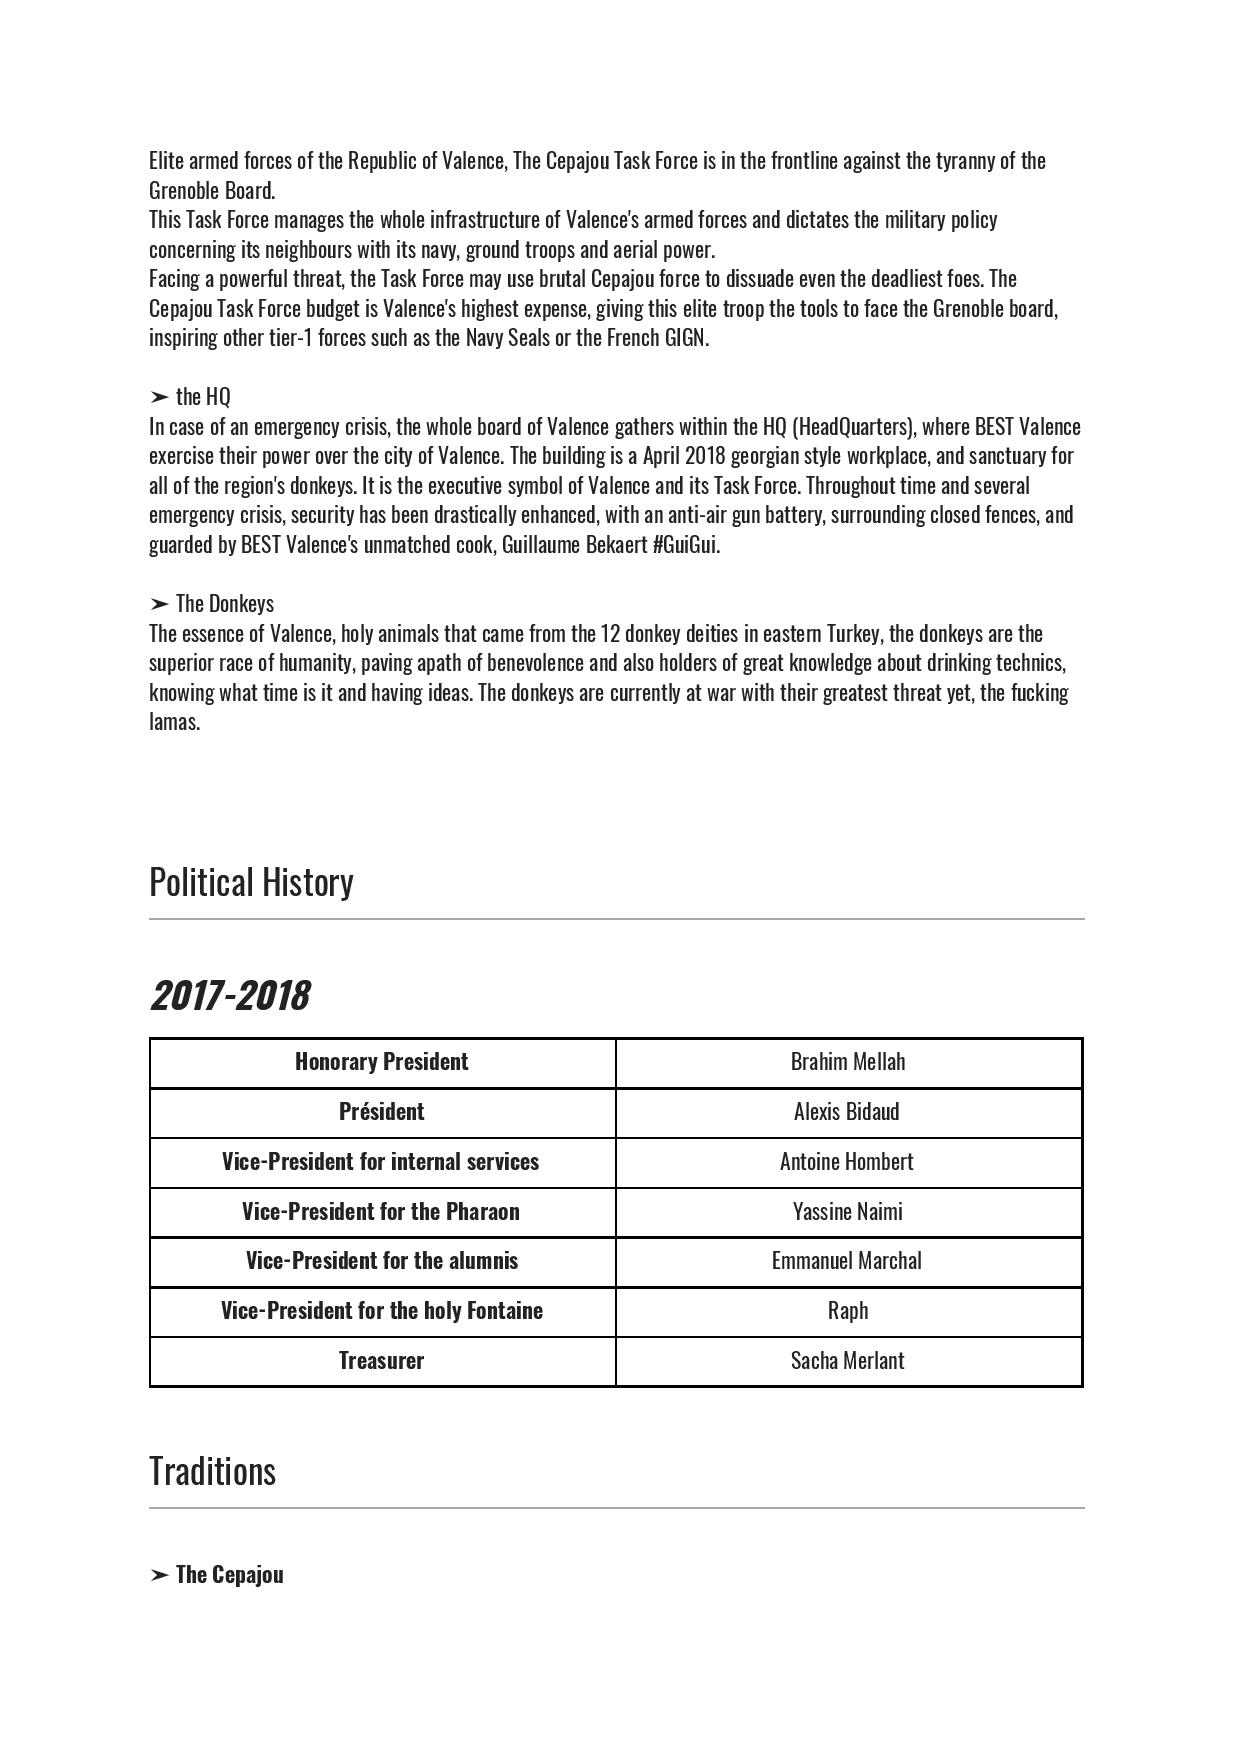 Elite armed forces of the Republic of Valence, The Cepajou Task Force is in the frontline against the tyranny of the
Grenoble Board.
This Task Force manages the whole infrastructure of Valence's armed forces and dictates the military policy
concerning its neighbours with its navy, ground troops and aerial power.
Facing a powerful threat, the Task Force may use brutal Cepajou force to dissuade even the deadliest foes. The
Cepajou Task Force budget is Valence's highest expense, giving this elite troop the tools to face the Grenoble board,
inspiring other tier-1 forces such as the Navy Seals or the French GIGN.
➤ the HQ
In case of an emergency crisis, the whole board of Valence gathers within the HQ (HeadQuarters), where BEST Valence
exercise their power over the city of Valence. The building is a April 2018 georgian style workplace, and sanctuary for
all of the region's donkeys. It is the executive symbol of Valence and its Task Force. Throughout time and several
emergency crisis, security has been drastically enhanced, with an anti-air gun battery, surrounding closed fences, and
guarded by BEST Valence's unmatched cook, Guillaume Bekaert #GuiGui.
➤ The Donkeys
The essence of Valence, holy animals that came from the 12 donkey deities in eastern Turkey, the donkeys are the
superior race of humanity, paving apath of benevolence and also holders of great knowledge about drinking technics,
knowing what time is it and having ideas. The donkeys are currently at war with their greatest threat yet, the fucking
lamas.
Political History
2017-2018
Honorary President Brahim Mellah
Président Alexis Bidaud
Vice-President for internal services Antoine Hombert
Vice-President for the Pharaon Yassine Naimi
Vice-President for the alumnis Emmanuel Marchal
Vice-President for the holy Fontaine Raph
Treasurer Sacha Merlant
Traditions
➤ The Cepajou